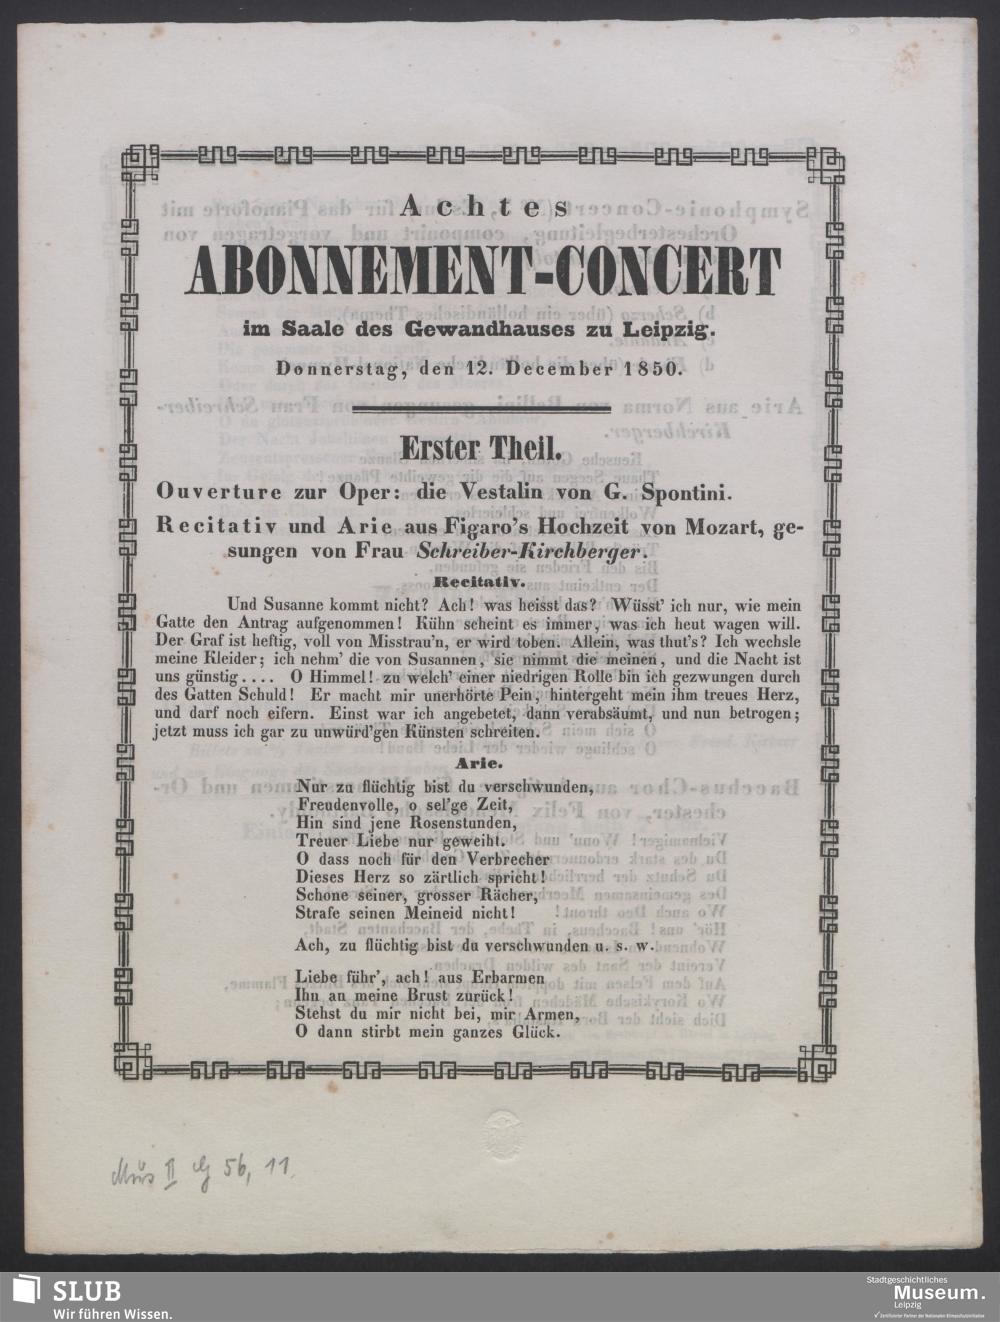 Achtes
ABONNEMENT-CONCERT
im Saale des Gewandhauses zu Leipzig.
Donnerstag, den 12. December 1850.
Erster Theil.
Ouverture zur Oper: die Vestalin von G. Spontini.
Recitativ und Arie aus Figaro's Hochzeit von Mozart, ge-
sungen von Frau Schreiber-Kirchberger.
Recitativ.
Und Susanne kommt nicht? Ach! was heisst das? Wüsst' ich nur, wie mein
Gatte den Antrag aufgenommen! Kühn scheint es immer, was ich heut wagen will.
Der Graf ist heftig, voll von Misstrau'n, er wird toben. Allein, was thut's? Ich wechsle
meine Kleider; ich nehm' die von Susannen, sie nimmt die meinen, und die Nacht ist
uns günstig.... O Himmel! zu welch' einer niedrigen Rolle bin ich gezwungen durch
des Gatten Schuld! Er macht mir unerhörte Pein, hintergeht mein ihm treues Herz,
und darf noch eifern. Einst war ich angebetet, dann verabsäumt, und nun betrogen;
jetzt muss ich gar zu unwürd'gen Künsten schreiten.
Arie.
Nur zu flüchtig bist du verschwunden,
Freudenvolle, o sel'ge Zeit,
Hin sind jene Rosenstunden,
Treuer Liebe nur geweiht.
O dass noch für den Verbrecher
Dieses Herz so zärtlich spricht!
Schone seiner, grosser Rächer,
Strafe seinen Meineid nicht!
Ach, zu flüchtig bist du verschwunden u. s. w.
Liebe führ', ach! aus Erbarmen
Ihn an meine Brust zurück!
Stehst du mir nicht bei, mir Armen,
O dann stirbt mein ganzes Glück.
Mus II G 56, 11.
SLUB
Wir führen Wissen.
Stadtgeschichtliches
Museum.
Leipzig
Zertifizierter Partner der Nationalen Klimaschutzinitiative